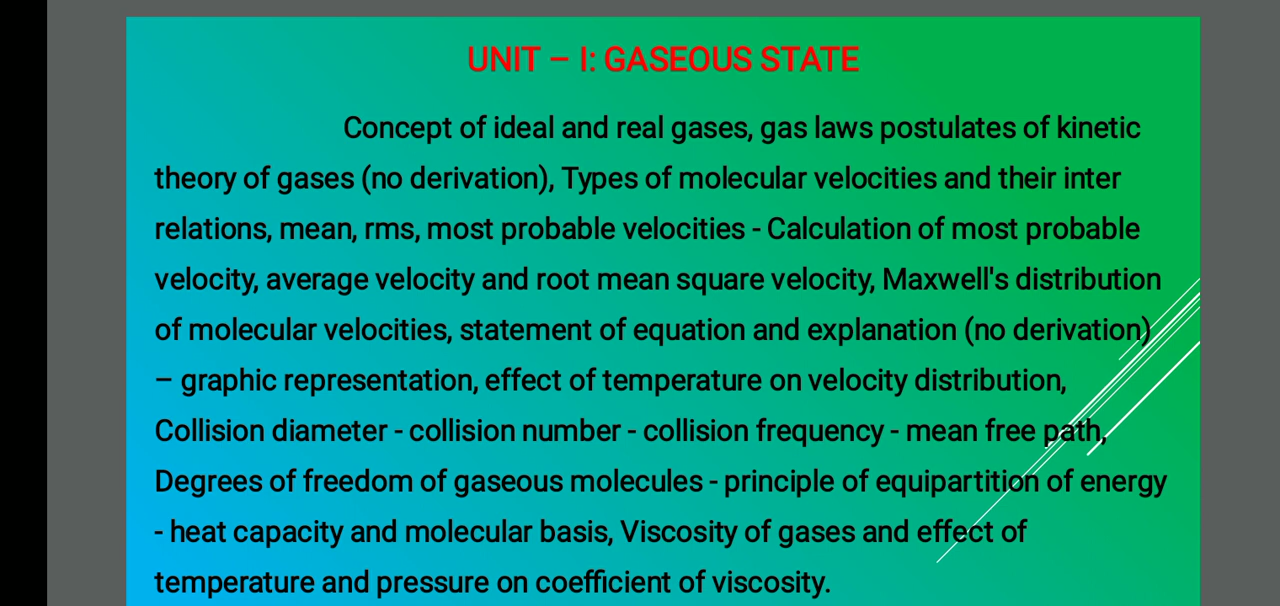 UNIT – I: GASEOUS STATE
Concept of ideal and real gases, gas laws postulates of kinetic
theory of gases (no derivation), Types of molecular velocities and their inter
relations, mean, rms, most probable velocities - Calculation of most probable
velocity, average velocity and root mean square velocity, Maxwell's distribution
of molecular velocities, statement of equation and explanation (no derivation)
– graphic representation, effect of temperature on velocity distribution,
Collision diameter - collision number - collision frequency - mean free path,
Degrees of freedom of gaseous molecules - principle of equipartition of energy
- heat capacity and molecular basis, Viscosity of gases and effect of
temperature and pressure on coefficient of viscosity.